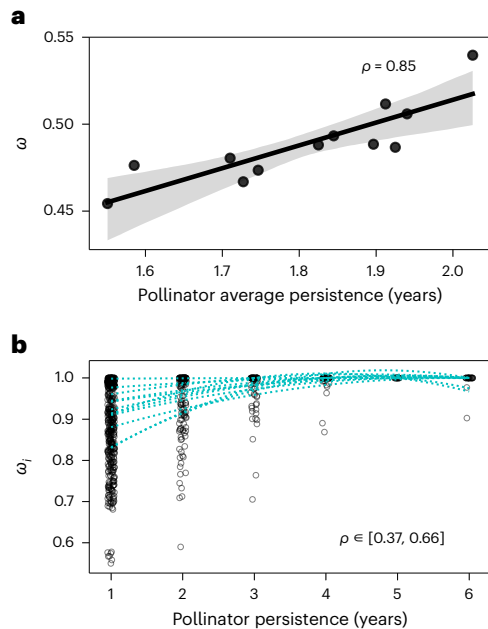 a
0.55
0.50
0.45
ω
ρ = 0.85
1.6 1.7 1.8 1.9 2.0
Pollinator average persistence (years)
b
1.0
0.9
0.8
0.7
0.6
ωi
ρ ∈ [0.37, 0.66]
1 2 3 4 5 6
Pollinator persistence (years)